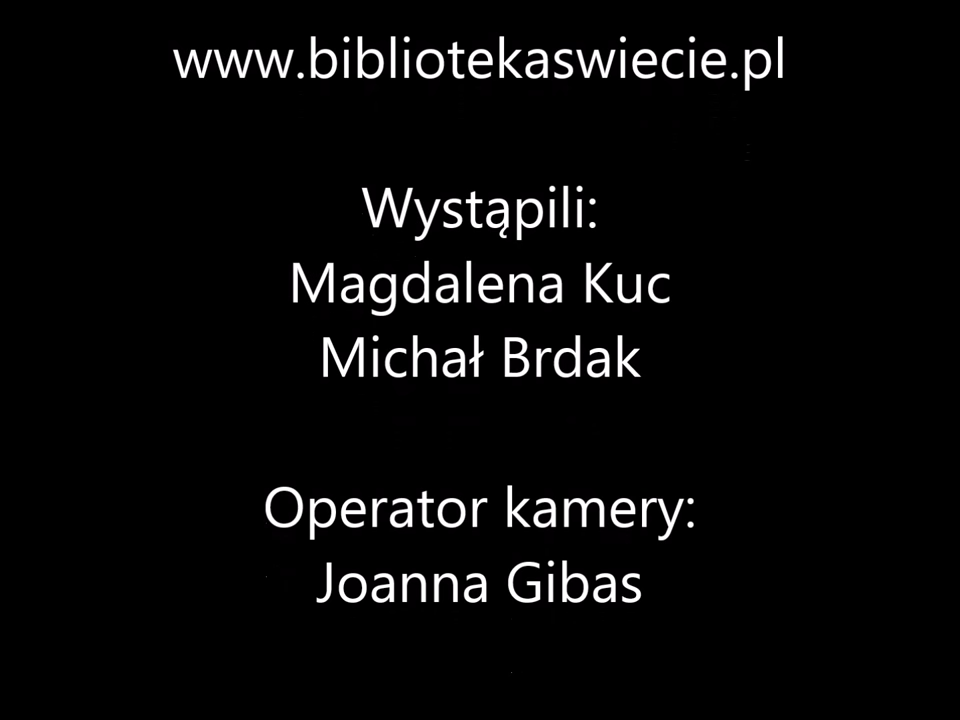 www.bibliotekaswiecie.pl
Wystąpili:
Magdalena Kuc
Michał Brdak
Operator kamery:
Joanna Gibas